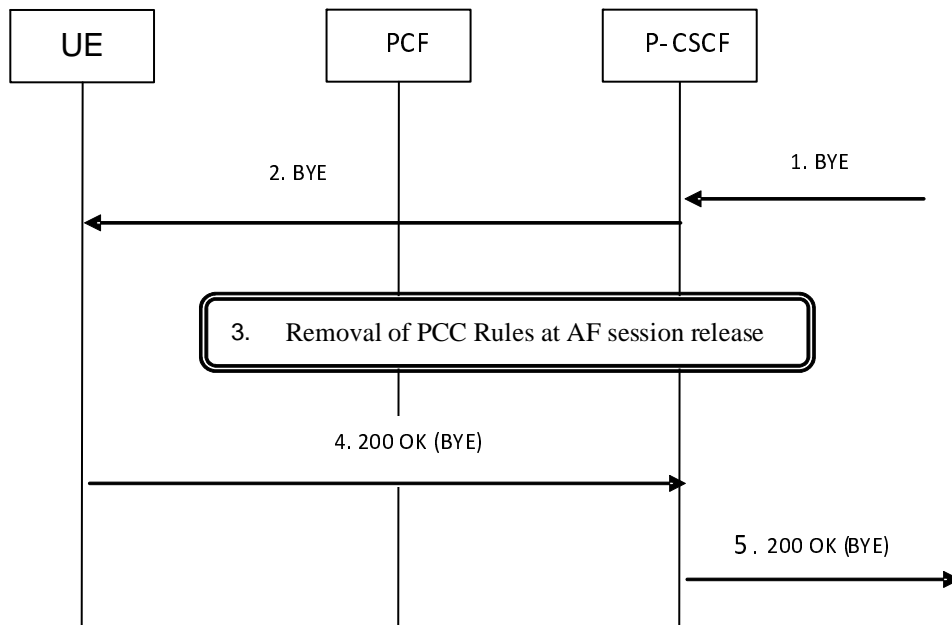 UE
PCF
P-CSCF
1. BYE
2. BYE
3. Removal of PCC Rules at AF session release
4. 200 OK (BYE)
5. 200 OK (BYE)